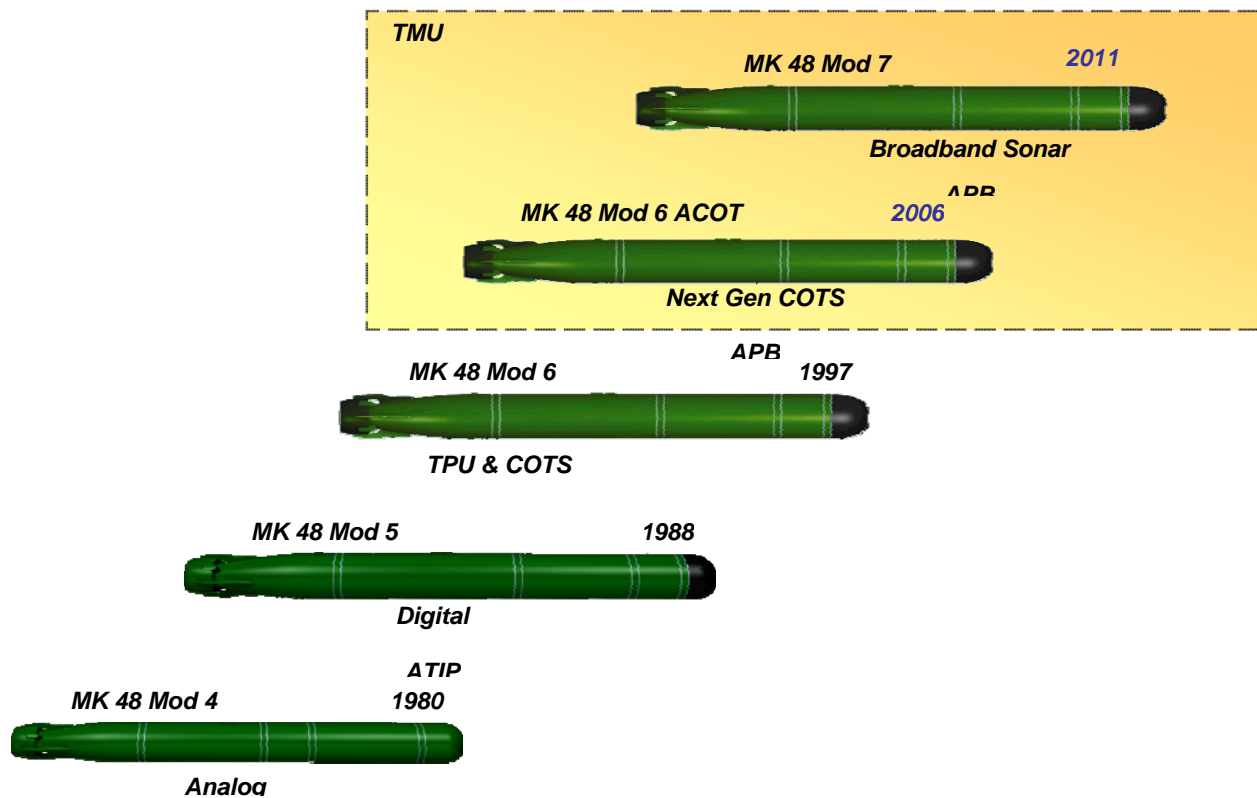 TMU
MK 48 Mod 7 2011
Broadband Sonar
APB
MK 48 Mod 6 ACOT 2006
Next Gen COTS
APB
MK 48 Mod 6 1997
TPU & COTS
MK 48 Mod 5 1988
Digital
ATIP
MK 48 Mod 4 1980
Analog